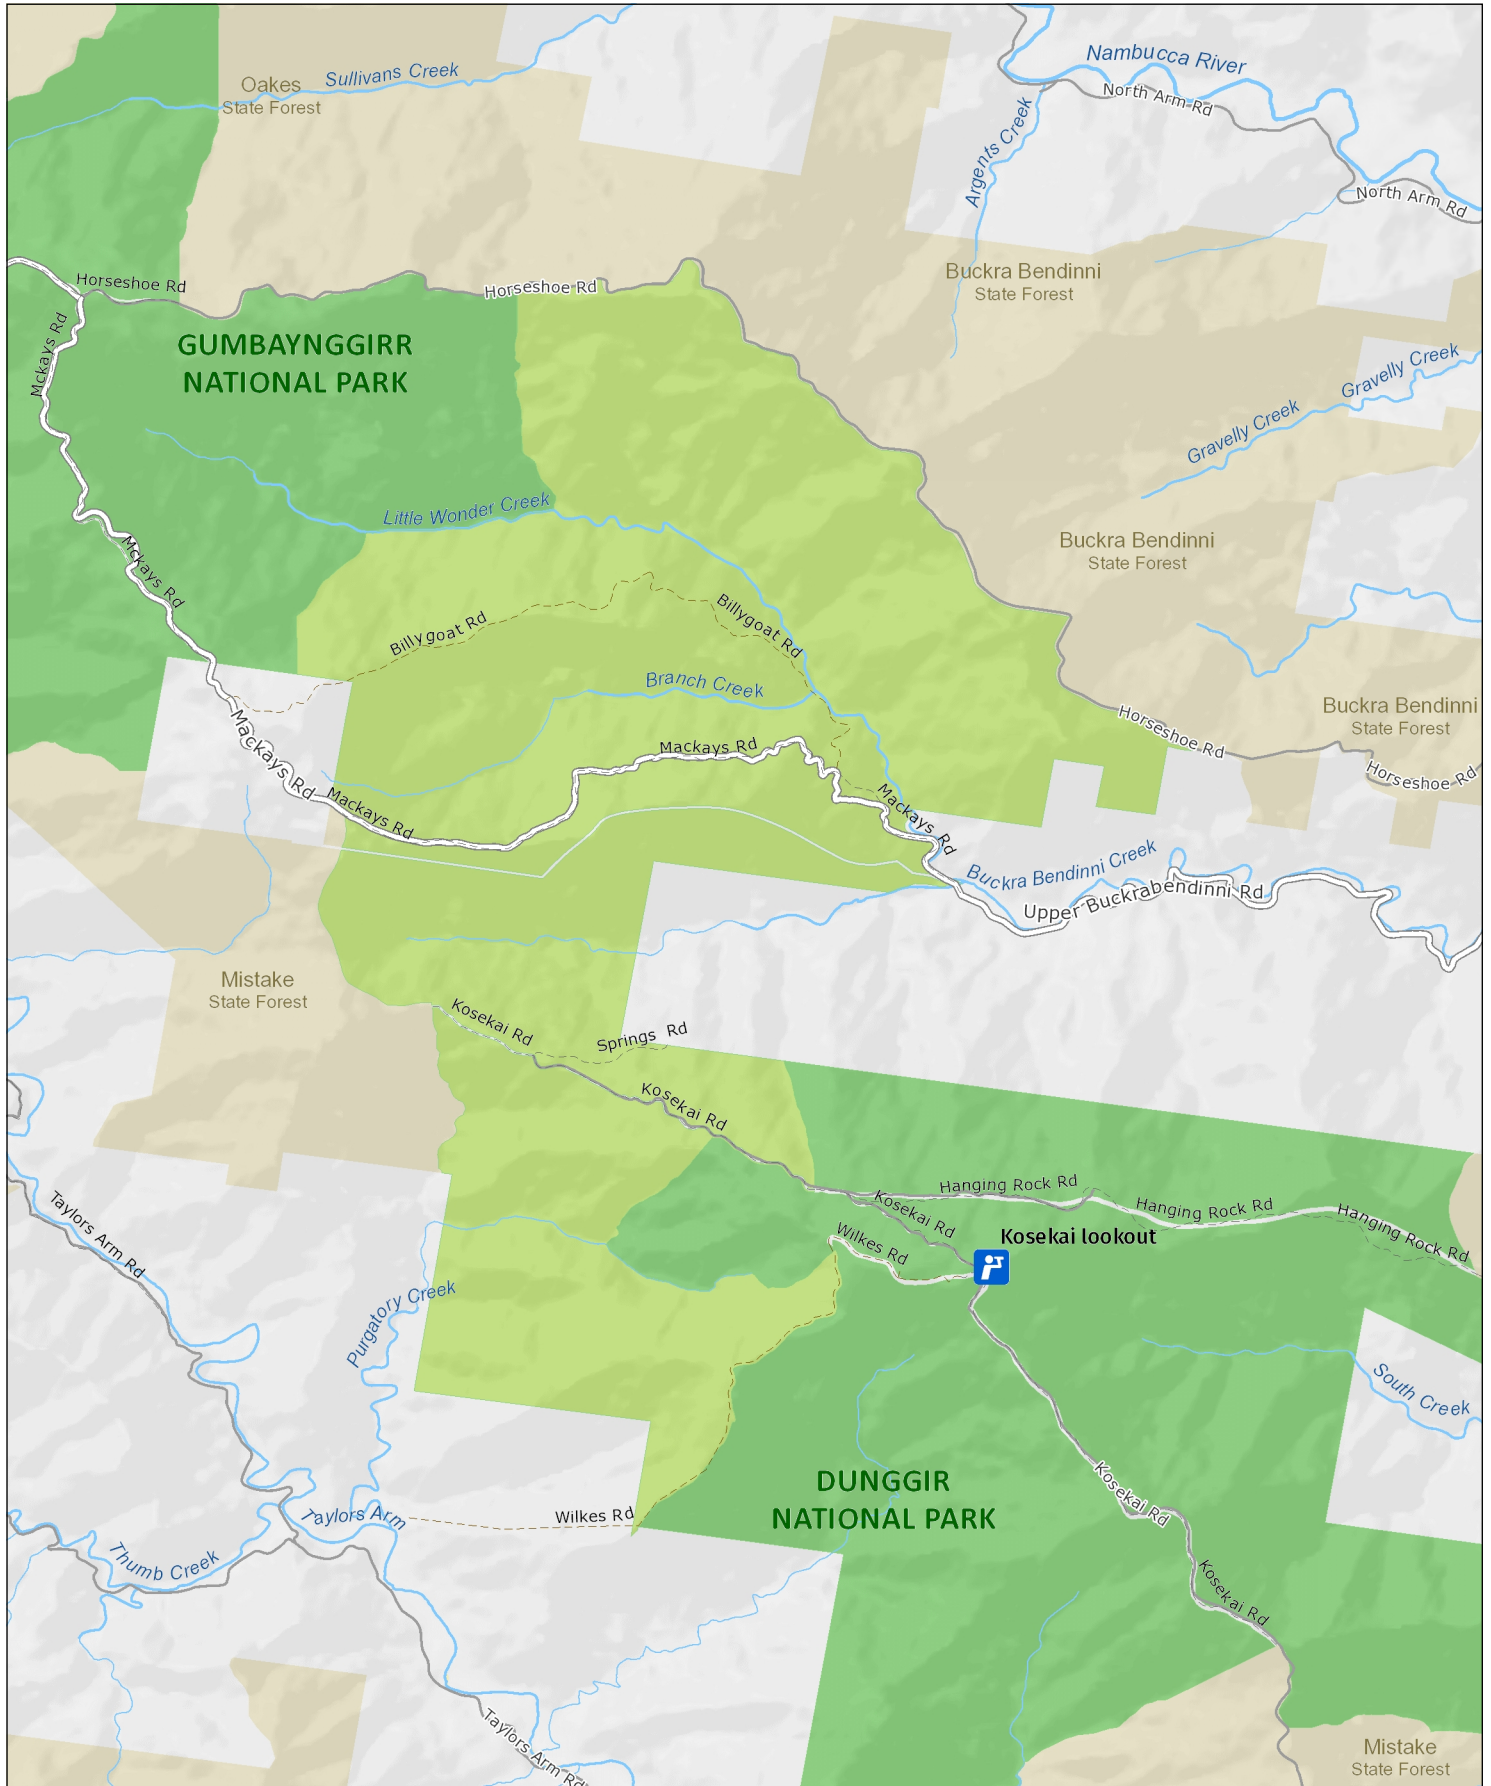 Nambucca River
Sullivans Creek
Oakes
State Forest
North Arm Rd
Argents Creek
North Arm Rd
Buckra Bendinni
State Forest
Horseshoe Rd
Horseshoe Rd
Mckays Rd
GUMBAYNGGIRR
NATIONAL PARK
Gravelly Creek
Gravelly Creek
Little Wonder Creek
Buckra Bendinni
State Forest
Mckays Rd
Billygoat Rd
Billygoat Rd
Branch Creek
Buckra Bendinni
State Forest
Horseshoe Rd
Mackays Rd
Mackays Rd
Horseshoe Rd
Mackays Rd
Mackays Rd
Buckra Bendinni Creek
Upper Buckrabendinni Rd
Mistake
State Forest
Kosekai Rd
Springs Rd
Kosekai Rd
Hanging Rock Rd
Hanging Rock Rd
Hanging Rock Rd
Kosekai Rd
Wilkes Rd
Kosekai lookout
Taylors Arm Rd
Purgatory Creek
South Creek
DUNGGIR
NATIONAL PARK
Kosekai Rd
Taylors Arm
Wilkes Rd
Thumb Creek
Kosekai Rd
Taylors Arm Rd
Mistake
State Forest